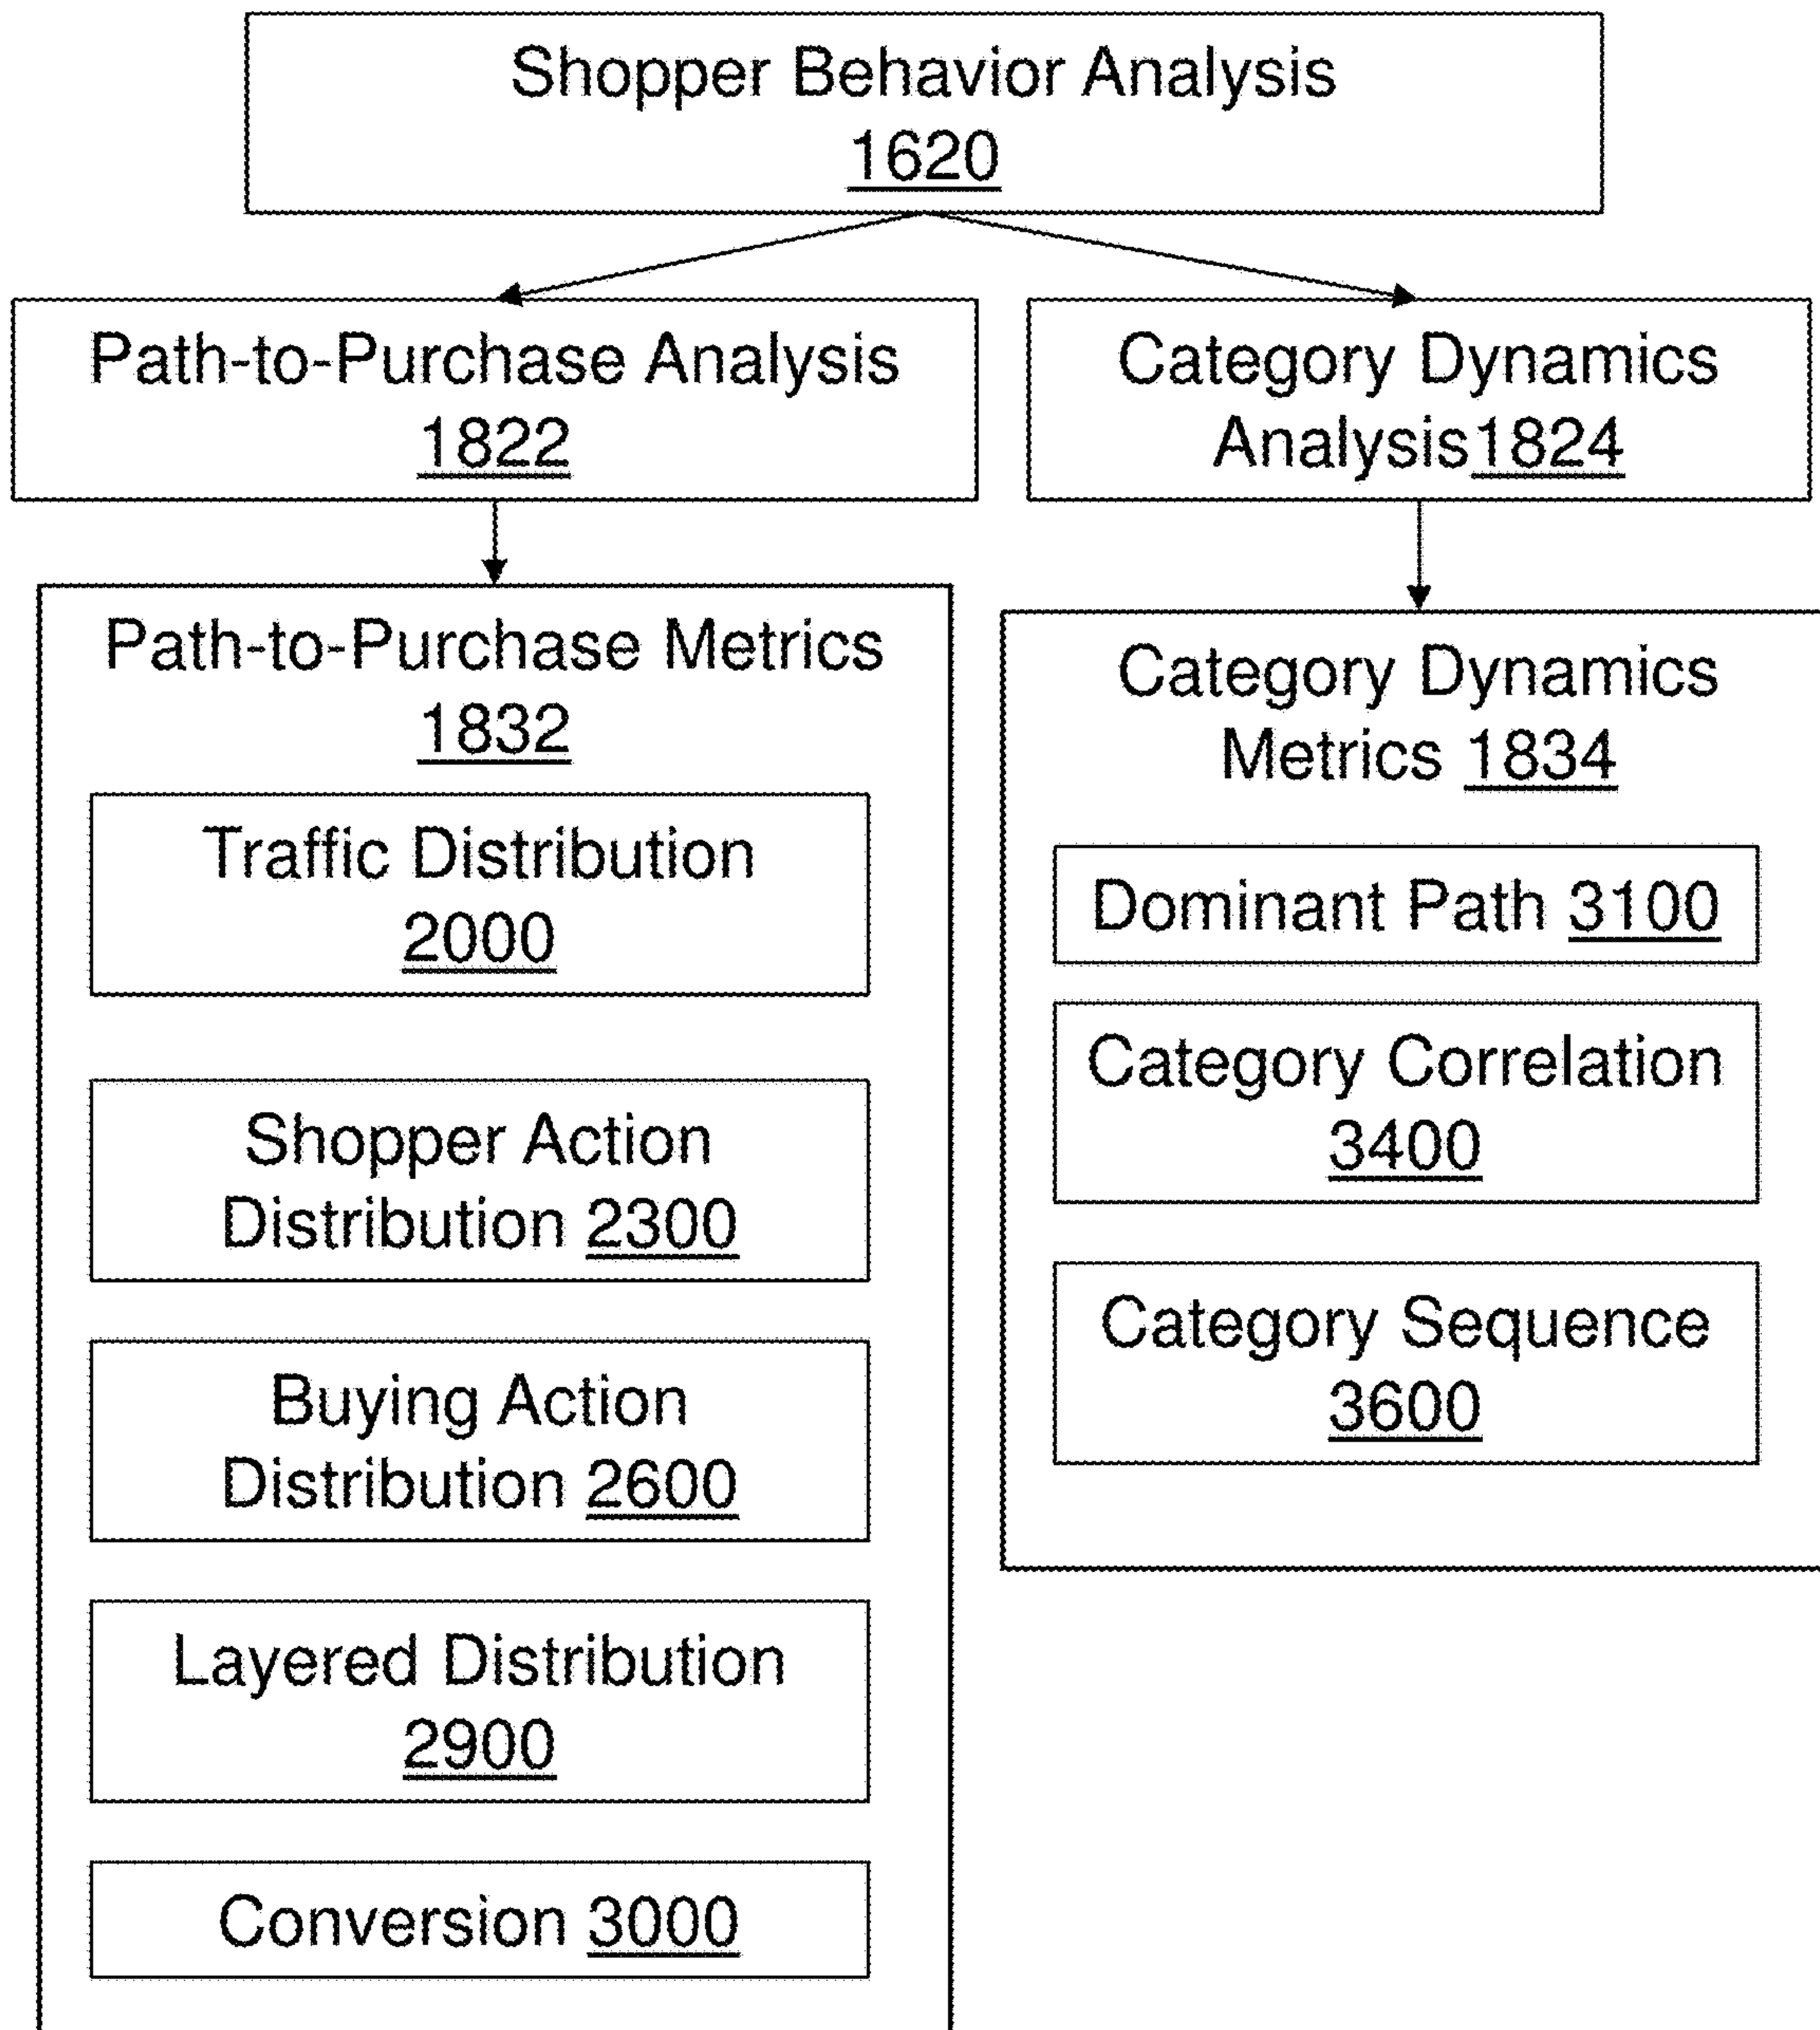 Shopper Behavior Analysis
1620
Path-to-Purchase Analysis
1822
Category Dynamics
Analysis1824
Path-to-Purchase Metrics
1832
Traffic Distribution
2000
Shopper Action
Distribution 2300
Buying Action
Distribution 2600
Layered Distribution
2900
Conversion 3000
Category Dynamics
Metrics 1834
Dominant Path 3100
Category Correlation
3400
Category Sequence
3600